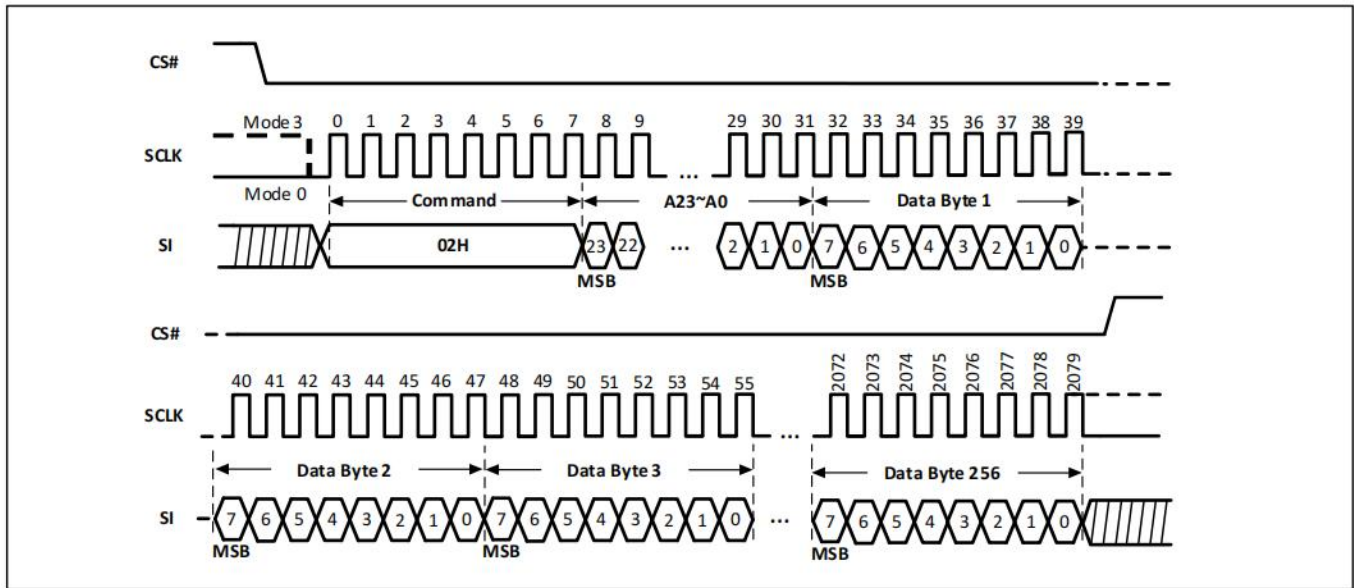 CS#
Mode 3 0 1 2 3 4 5 6 7 8 9 29 30 31 32 33 34 35 36 37 38 39
SCLK ...
Mode 0 Command A23~A0 Data Byte 1
SI 02H 23 22 ... 2 1 0 7 6 5 4 3 2 1 0
MSB MSB
CS#
40 41 42 43 44 45 46 47 48 49 50 51 52 53 54 55 2072 2073 2074 2075 2076 2077 2078 2079
SCLK ...
Data Byte 2 Data Byte 3 Data Byte 256
SI 7 6 5 4 3 2 1 0 7 6 5 4 3 2 1 0 ... 7 6 5 4 3 2 1 0
MSB MSB MSB